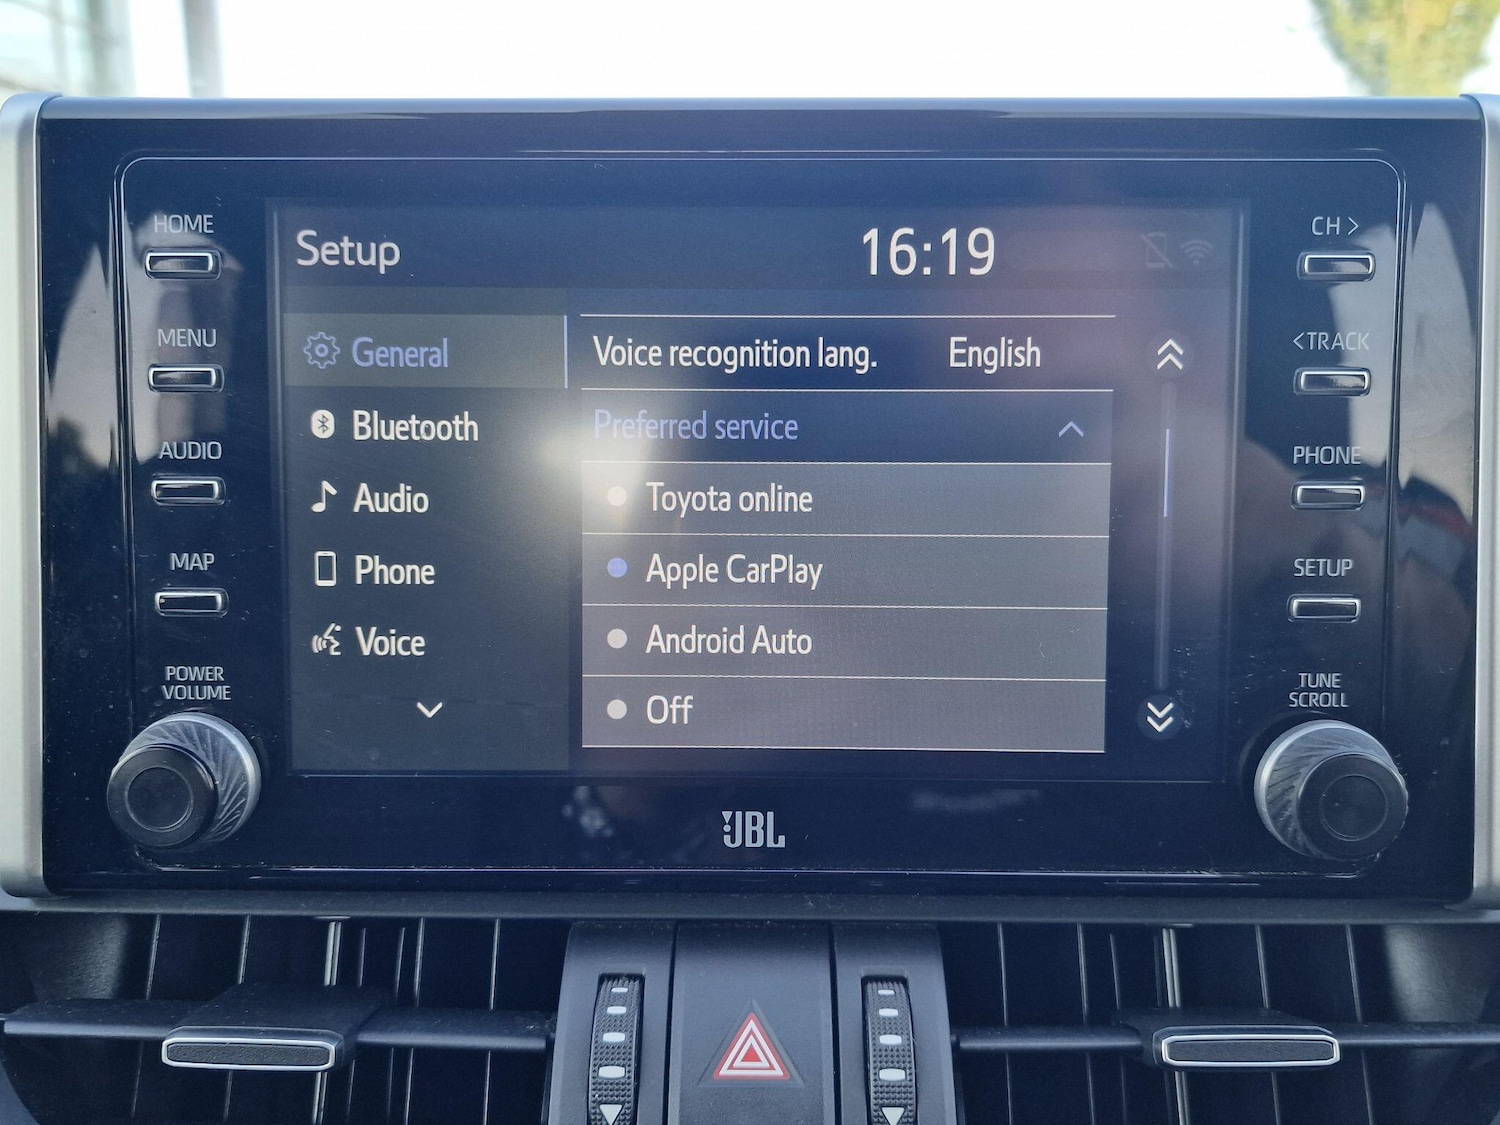 HOME
MENU
AUDIO
MAP
POWER
VOLUME
Setup
16:19
General
Bluetooth
Audio
Phone
Voice
Voice recognition lang. English
Preferred service
Toyota online
Apple CarPlay
Android Auto
Off
CH >
< TRACK
PHONE
SETUP
TUNE
SCROLL
JBL